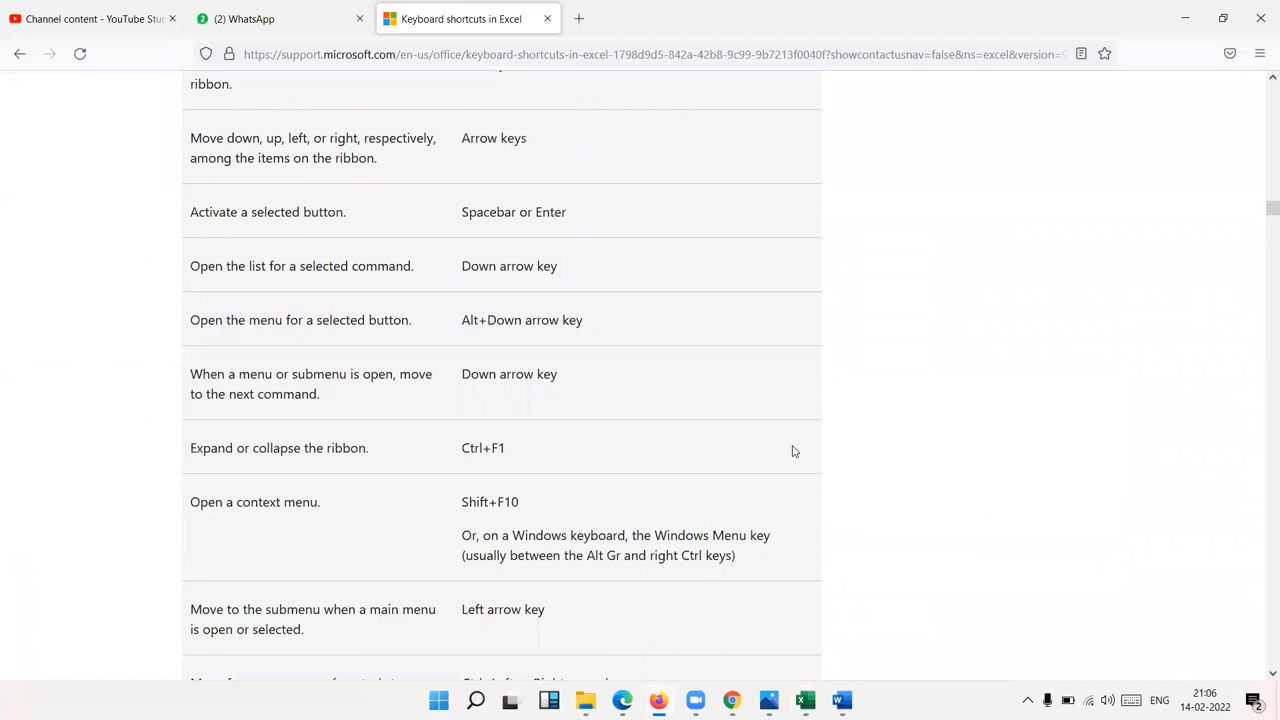 Channel content - YouTube Stu
(2) WhatsApp
Keyboard shortcuts in Excel
https://support.microsoft.com/en-us/office/keyboard-shortcuts-in-excel-1798d9d5-842a-42b8-9c99-9b7213f0040f?showcontactusnav=false&ns=excel&version=
ribbon.
Move down, up, left, or right, respectively, Arrow keys
among the items on the ribbon.
Activate a selected button. Spacebar or Enter
Open the list for a selected command. Down arrow key
Open the menu for a selected button. Alt+Down arrow key
When a menu or submenu is open, move Down arrow key
to the next command.
Expand or collapse the ribbon. Ctrl+F1
Open a context menu. Shift+F10
Or, on a Windows keyboard, the Windows Menu key
(usually between the Alt Gr and right Ctrl keys)
Move to the submenu when a main menu Left arrow key
is open or selected.
ENG
21:06
14-02-2022
2